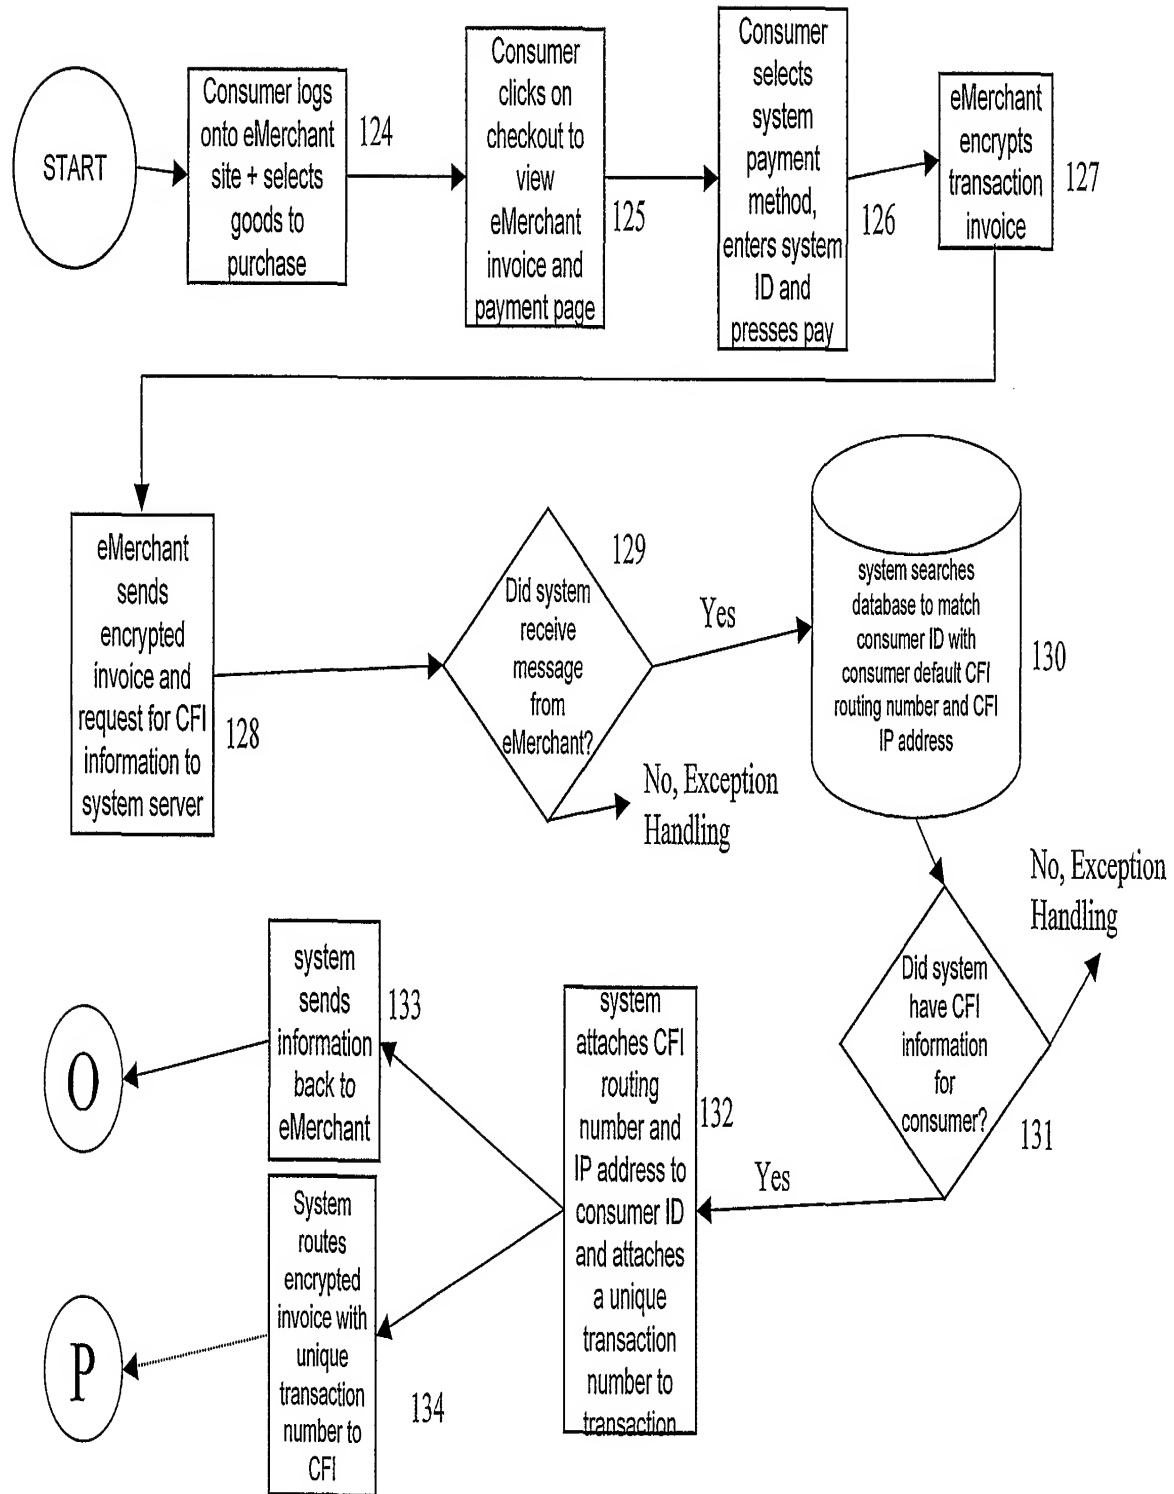 START
Consumer logs
onto eMerchant
site + selects
goods to
purchase
124
Consumer
clicks on
checkout to
view
eMerchant
invoice and
payment page
125
Consumer
selects
system
payment
method,
enters system
ID and
presses pay
126
eMerchant
encrypts
transaction
invoice
127
eMerchant
sends
encrypted
invoice and
request for CFI
information to
system server
128
Did system
receive
message
from
eMerchant?
129
Yes
No, Exception
Handling
system searches
database to match
consumer ID with
consumer default CFI
routing number and CFI
IP address
130
Did system
have CFI
information
for
consumer?
131
No, Exception
Handling
Yes
system
attaches CFI
routing
number and
IP address to
consumer ID
and attaches
a unique
transaction
number to
transaction
132
system
sends
information
back to
eMerchant
133
O
System
routes
encrypted
invoice with
unique
transaction
number to
CFI
134
P